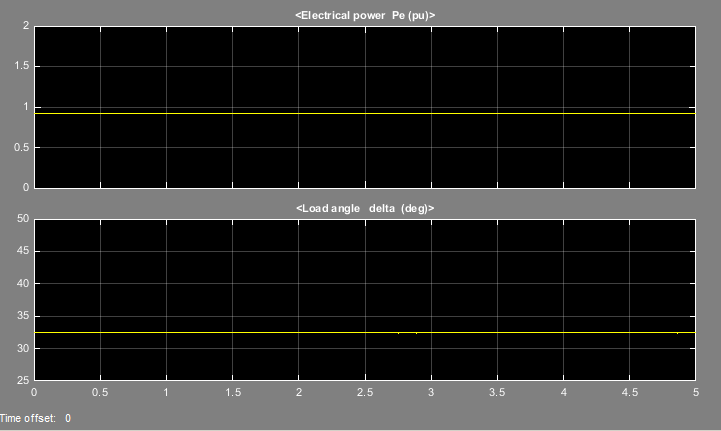 <Electrical power Pe (pu)>
2
1.5
1
0.5
0
<Load angle delta (deg)>
50
45
40
35
30
25
0 0.5 1 1.5 2 2.5 3 3.5 4 4.5 5
Time offset: 0